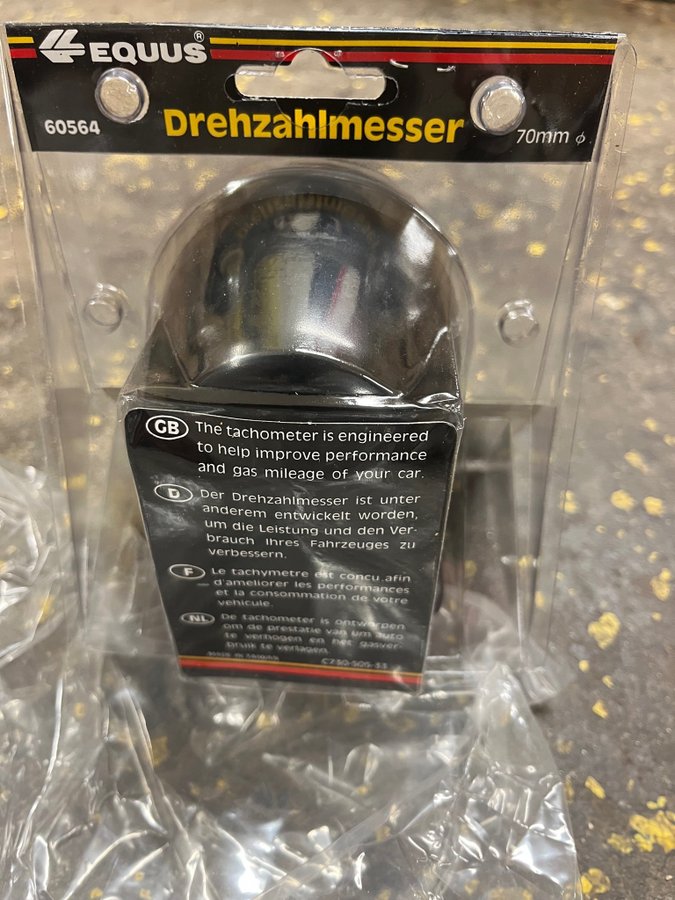 EQUUS®
60564 Drehzahlmesser 70mm ϕ
GB The tachometer is engineered
to help improve performance
and gas mileage of your car.
D Der Drehzahlmesser ist unter
anderem entwickelt worden,
um die Leistung und den Ver-
brauch Ihres Fahrzeuges zu
verbessern.
F Le tachymetre est concu afin
d'ameliorer les performances
et la consommation de votre
vehicule.
NL De tachometer is ontworpen
om de prestatie van um auto
te verhogen en het gasver-
bruik te verlagen.